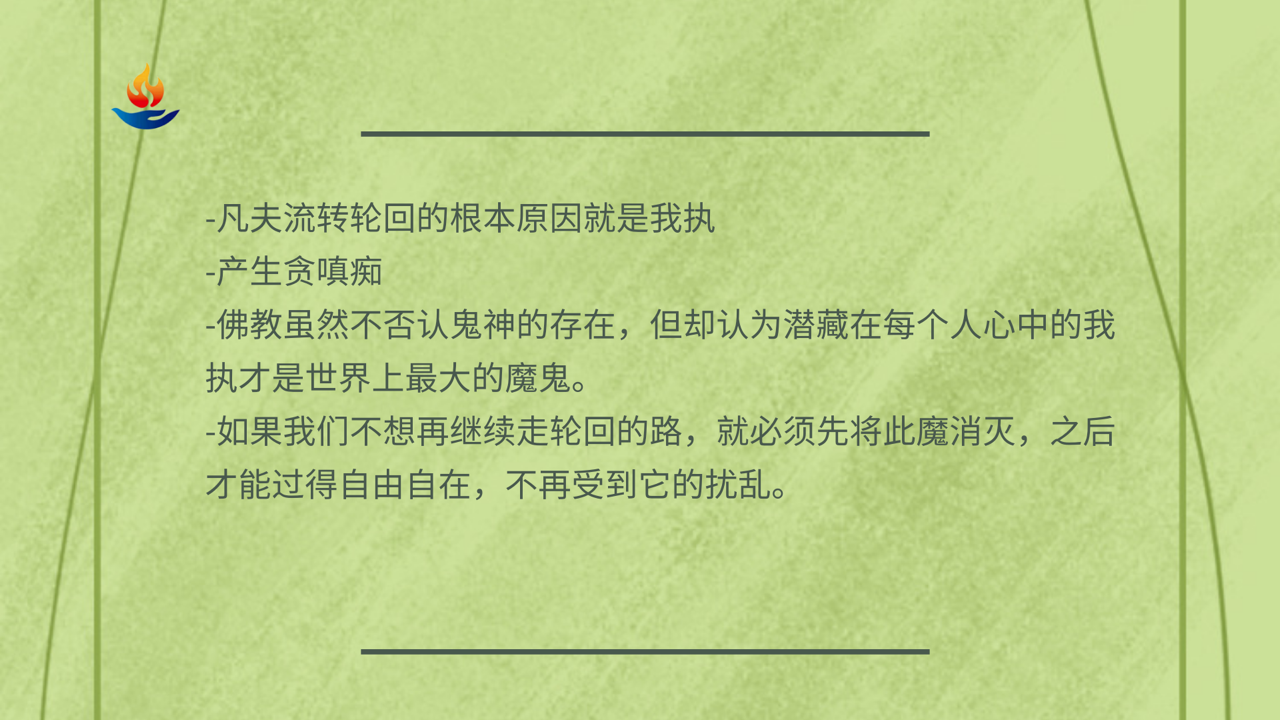 -凡夫流转轮回的根本原因就是我执
-产生贪嗔痴
-佛教虽然不否认鬼神的存在，但却认为潜藏在每个人心中的我
执才是世界上最大的魔鬼。
-如果我们不想再继续走轮回的路，就必须先将此魔消灭，之后
才能过得自由自在，不再受到它的扰乱。